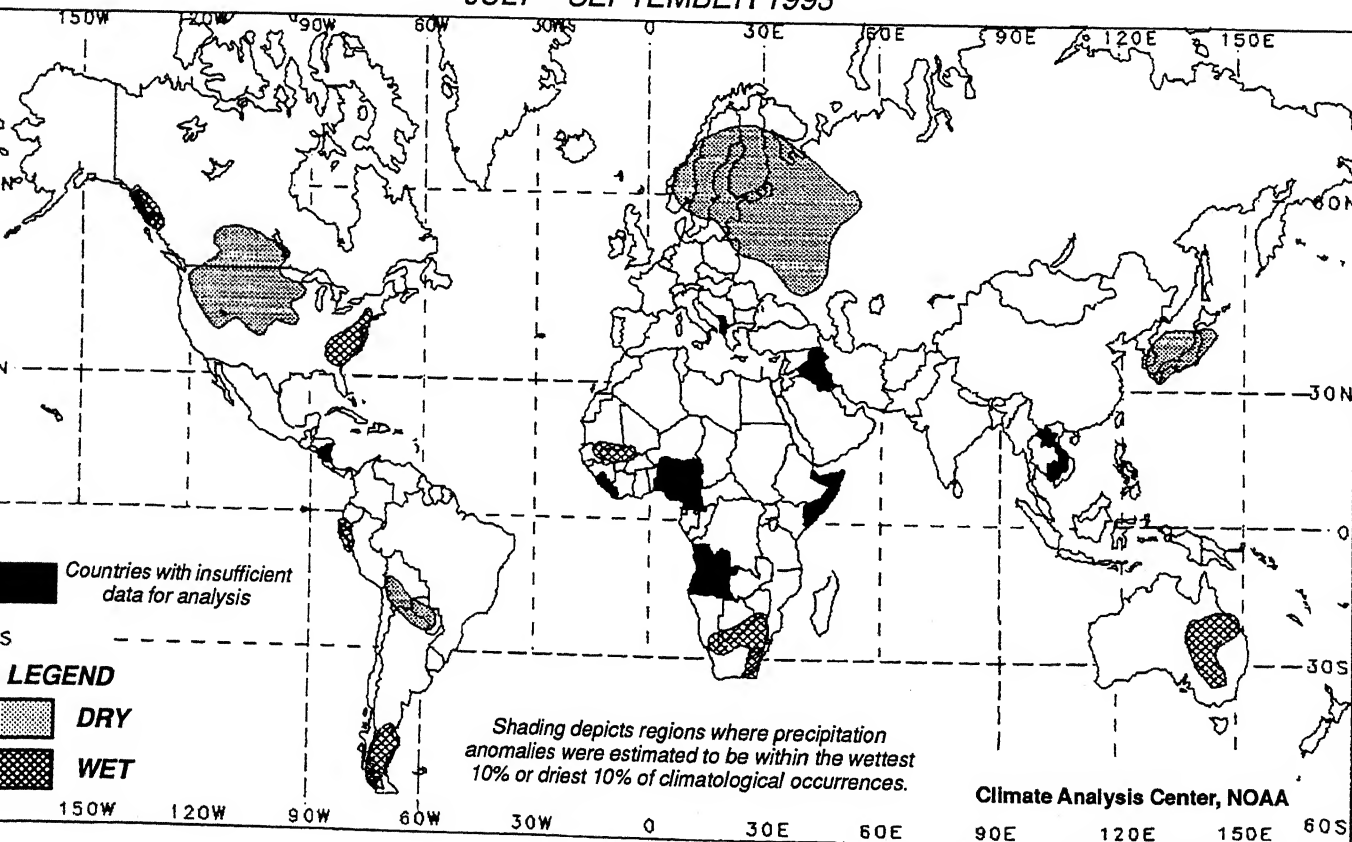 JULY - SEPTEMBER 1993
150W 120W 90W 60W 30W 0 30E 60E 90E 120E 150E
N 60N
N 30N
0
Countries with insufficient
data for analysis
S 30S
LEGEND
DRY
WET
Shading depicts regions where precipitation
anomalies were estimated to be within the wettest
10% or driest 10% of climatological occurrences.
Climate Analysis Center, NOAA
150W 120W 90W 60W 30W 0 30E 60E 90E 120E 150E 60S